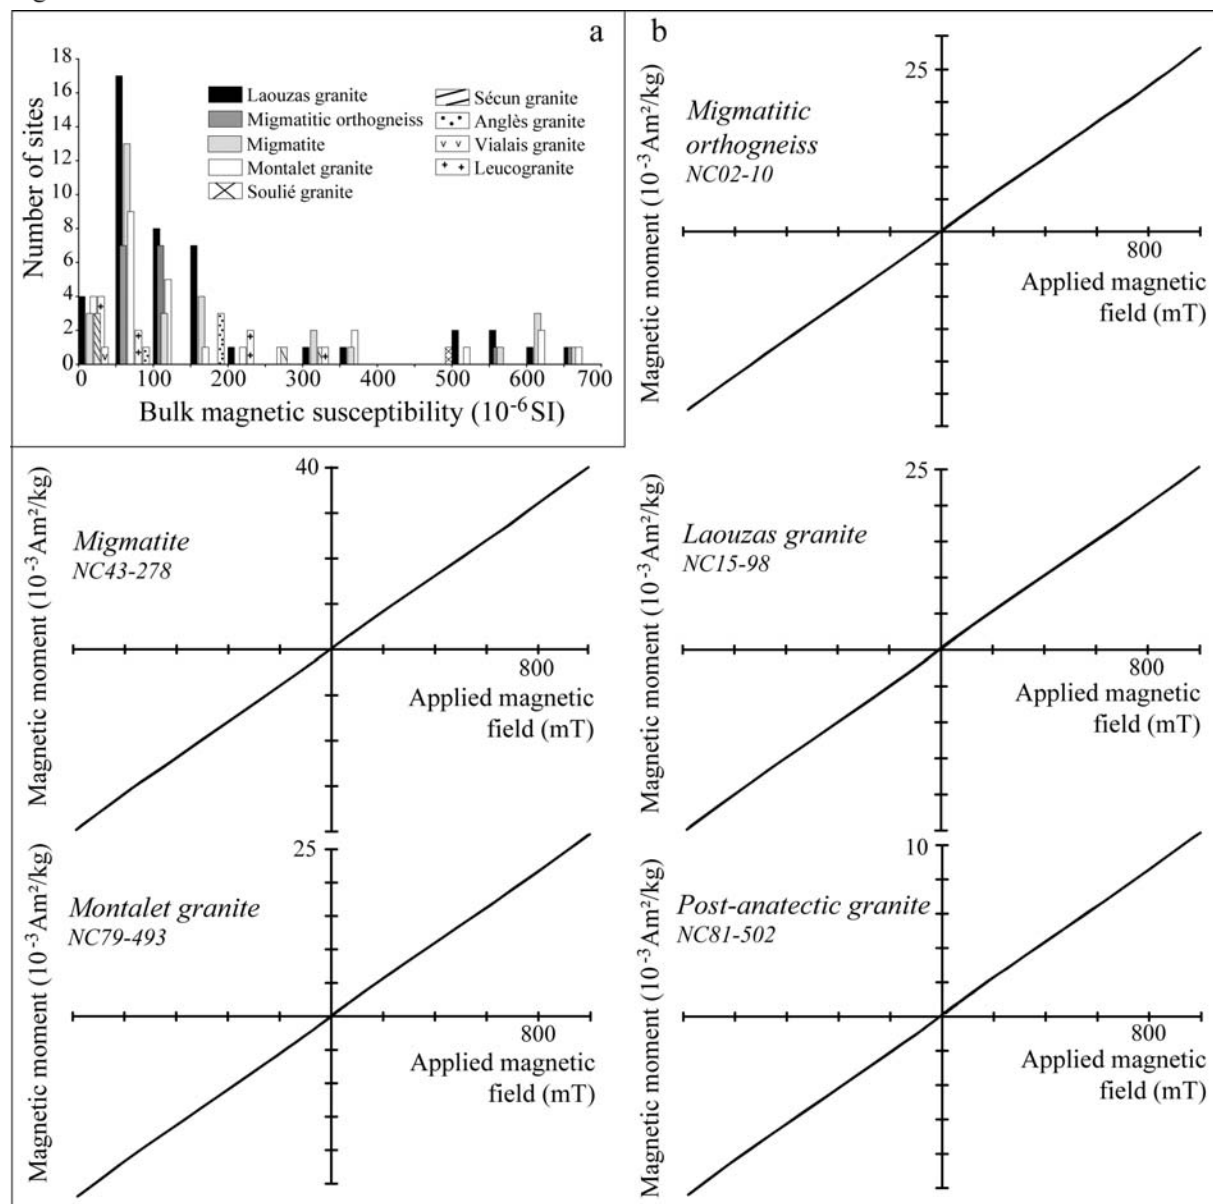 a
Number of sites
18
16
14
12
10
8
6
4
2
0
Laouzas granite
Migmatitic orthogneiss
Migmatite
Montalet granite
Soulié granite
Sécun granite
Anglès granite
Vialais granite
Leucogranite
0 100 200 300 400 500 600 700
Bulk magnetic susceptibility (10⁻⁶SI)
b
Magnetic moment (10⁻³Am²/kg)
25
Migmatitic
orthogneiss
NC02-10
800
Applied magnetic
field (mT)
Magnetic moment (10⁻³Am²/kg)
40
Migmatite
NC43-278
800
Applied magnetic
field (mT)
Magnetic moment (10⁻³Am²/kg)
25
Laouzas granite
NC15-98
800
Applied magnetic
field (mT)
Magnetic moment (10⁻³Am²/kg)
25
Montalet granite
NC79-493
800
Applied magnetic
field (mT)
Magnetic moment (10⁻³Am²/kg)
10
Post-anatectic granite
NC81-502
800
Applied magnetic
field (mT)